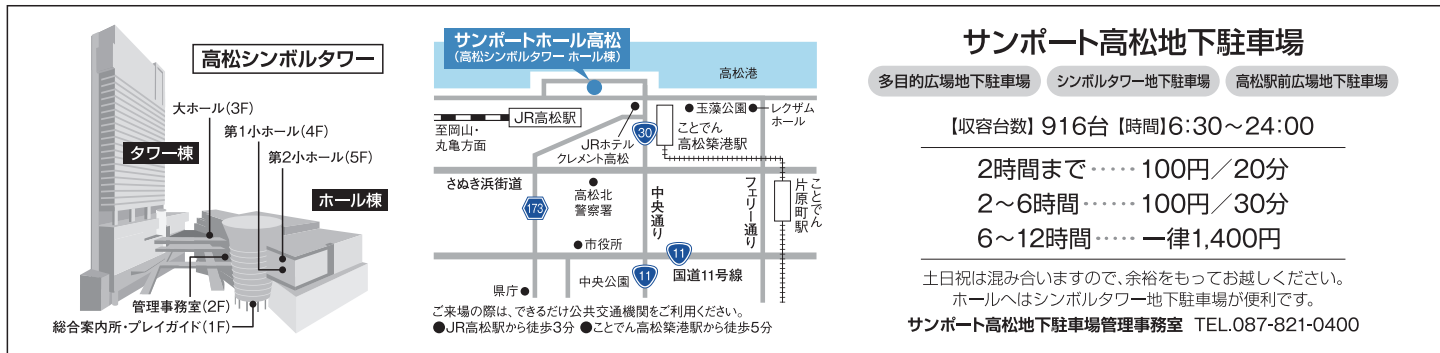 高松シンボルタワー
大ホール(3F)
第1小ホール(4F)
タワー棟
第2小ホール(5F)
ホール棟
管理事務室(2F)
総合案内所・プレイガイド(1F)
サンポートホール高松
(高松シンボルタワー ホール棟)
高松港
JR高松駅
至岡山・
丸亀方面
JRホテル
クレメント高松
30
●玉藻公園
●レクザム
ホール
ことでん
高松築港駅
さぬき浜街道
173
●
高松北
警察署
中央通り
フェリー通り
ことでん
片原町駅
●市役所
11
国道11号線
中央公園
11
県庁●
ご来場の際は、できるだけ公共交通機関をご利用ください。
●JR高松駅から徒歩3分 ●ことでん高松築港駅から徒歩5分
サンポート高松地下駐車場
多目的広場地下駐車場 シンボルタワー地下駐車場 高松駅前広場地下駐車場
【収容台数】916台【時間】6:30〜24:00
2時間まで‥‥‥100円/20分
2〜6時間‥‥‥100円/30分
6〜12時間‥‥‥一律1,400円
土日祝は混み合いますので、余裕をもってお越しください。
ホールへはシンボルタワー地下駐車場が便利です。
サンポート高松地下駐車場管理事務室 TEL.087-821-0400